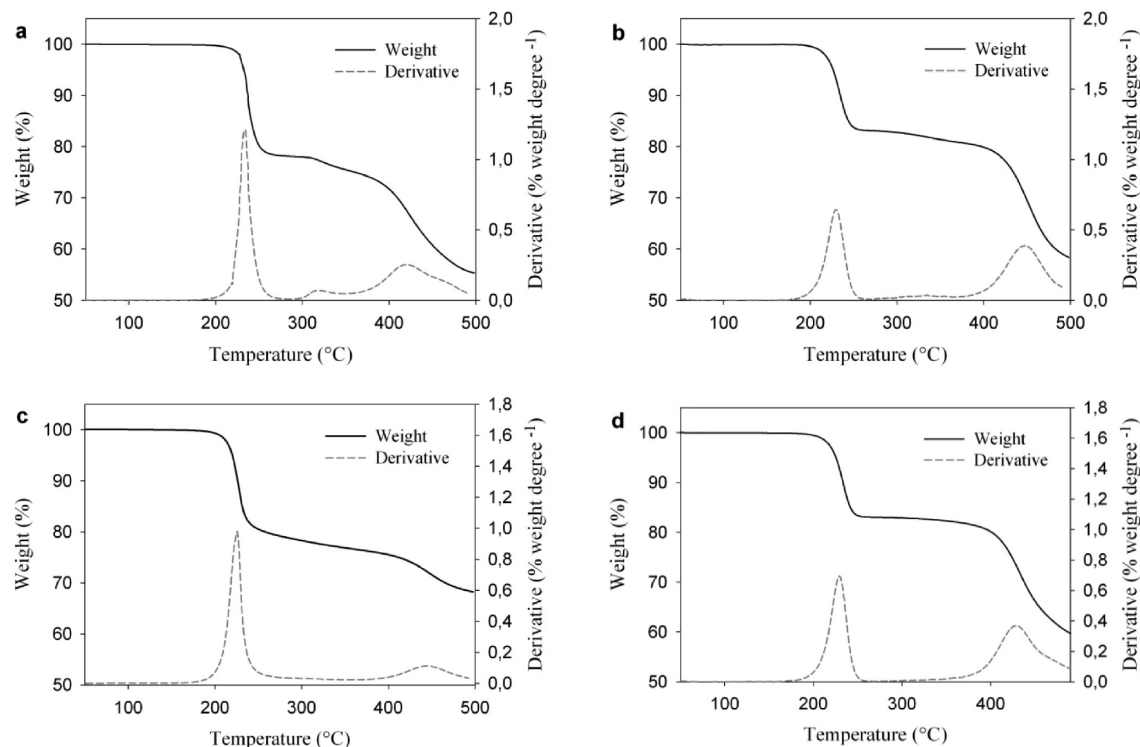 a
Weight (%)
100
90
80
70
60
50
Weight
Derivative
2,0
1,5
1,0
0,5
0,0
Derivative (% weight degree⁻¹)
100 200 300 400 500
Temperature (°C)
b
Weight (%)
100
90
80
70
60
50
Weight
Derivative
2,0
1,5
1,0
0,5
0,0
Derivative (% weight degree⁻¹)
100 200 300 400 500
Temperature (°C)
c
Weight (%)
100
90
80
70
60
50
Weight
Derivative
1,8
1,6
1,4
1,2
1,0
0,8
0,6
0,4
0,2
0,0
Derivative (% weight degree⁻¹)
100 200 300 400 500
Temperature (°C)
d
Weight (%)
100
90
80
70
60
50
Weight
Derivative
1,8
1,6
1,4
1,2
1,0
0,8
0,6
0,4
0,2
0,0
Derivative (% weight degree⁻¹)
100 200 300 400
Temperature (°C)